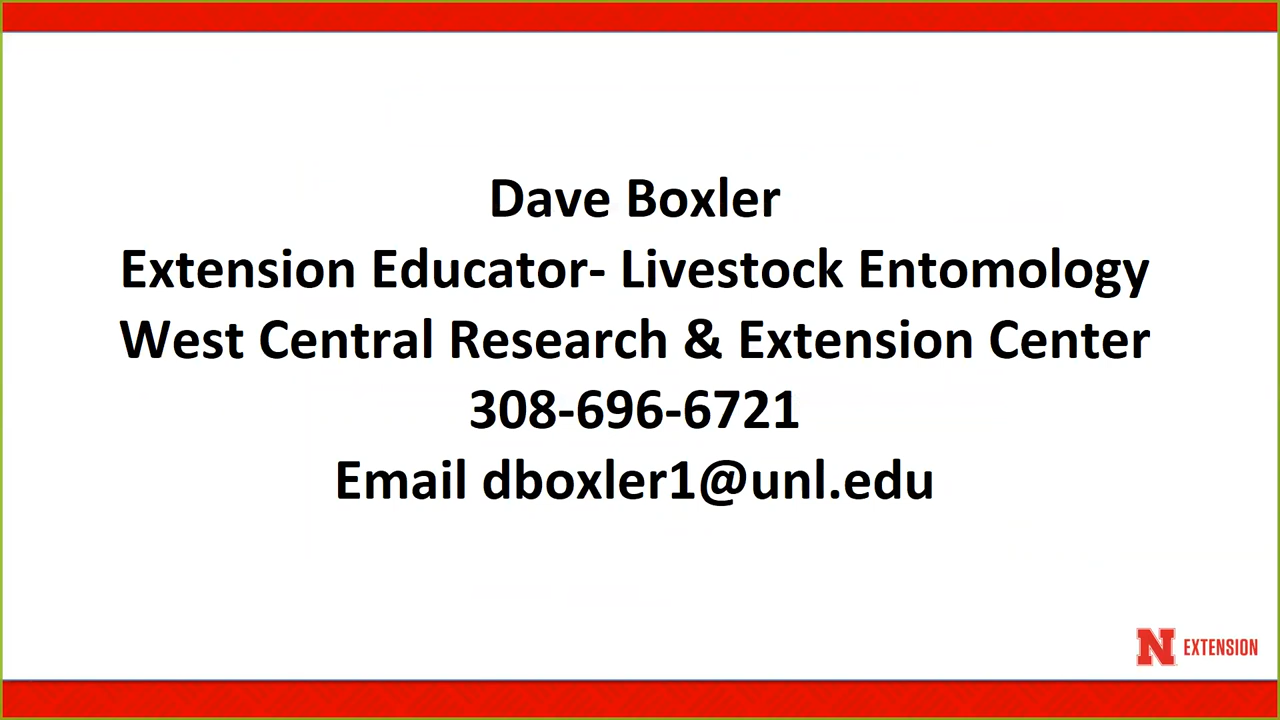 Dave Boxler
Extension Educator- Livestock Entomology
West Central Research & Extension Center
308-696-6721
Email dboxler1@unl.edu
N EXTENSION